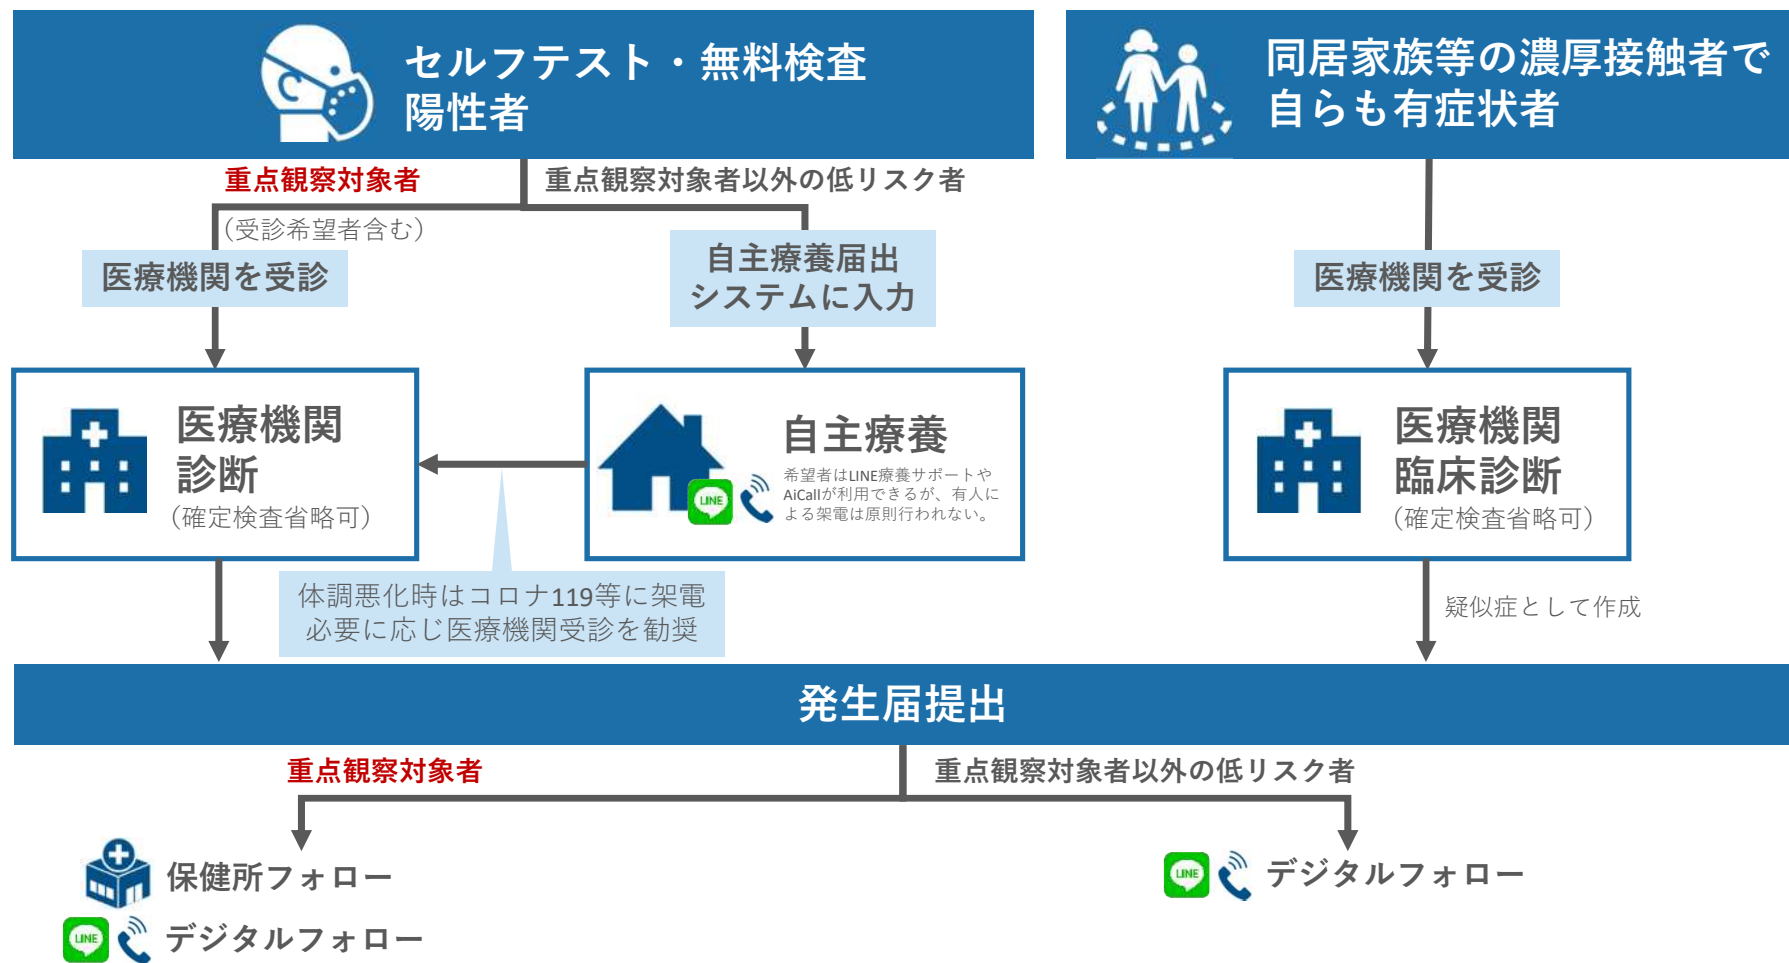 セルフテスト・無料検査
陽性者
同居家族等の濃厚接触者で
自らも有症状者
重点観察対象者
重点観察対象者以外の低リスク者
（受診希望者含む）
医療機関を受診
自主療養届出
システムに入力
医療機関を受診
医療機関
診断
（確定検査省略可）
自主療養
希望者はLINE療養サポートや
AiCallが利用できるが、有人に
よる架電は原則行われない。
LINE
医療機関
臨床診断
（確定検査省略可）
体調悪化時はコロナ119等に架電
必要に応じ医療機関受診を勧奨
疑似症として作成
発生届提出
重点観察対象者
重点観察対象者以外の低リスク者
保健所フォロー
LINE
デジタルフォロー
LINE
デジタルフォロー